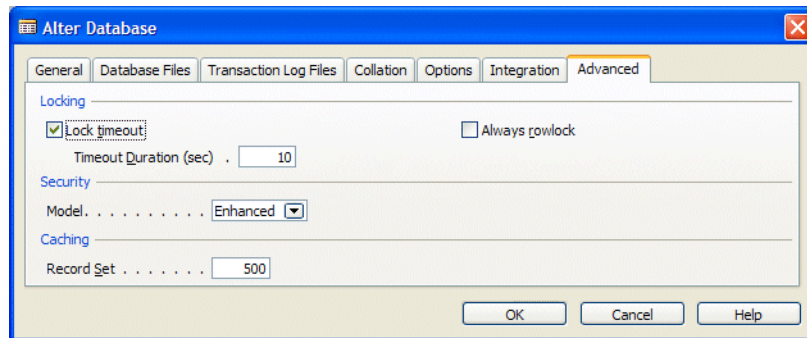 Alter Database
General Database Files Transaction Log Files Collation Options Integration Advanced
Locking
Lock timeout Always rowlock
Timeout Duration (sec) . 10
Security
Model. . . . . . . . . . Enhanced
Caching
Record Set . . . . . . . 500
OK Cancel Help